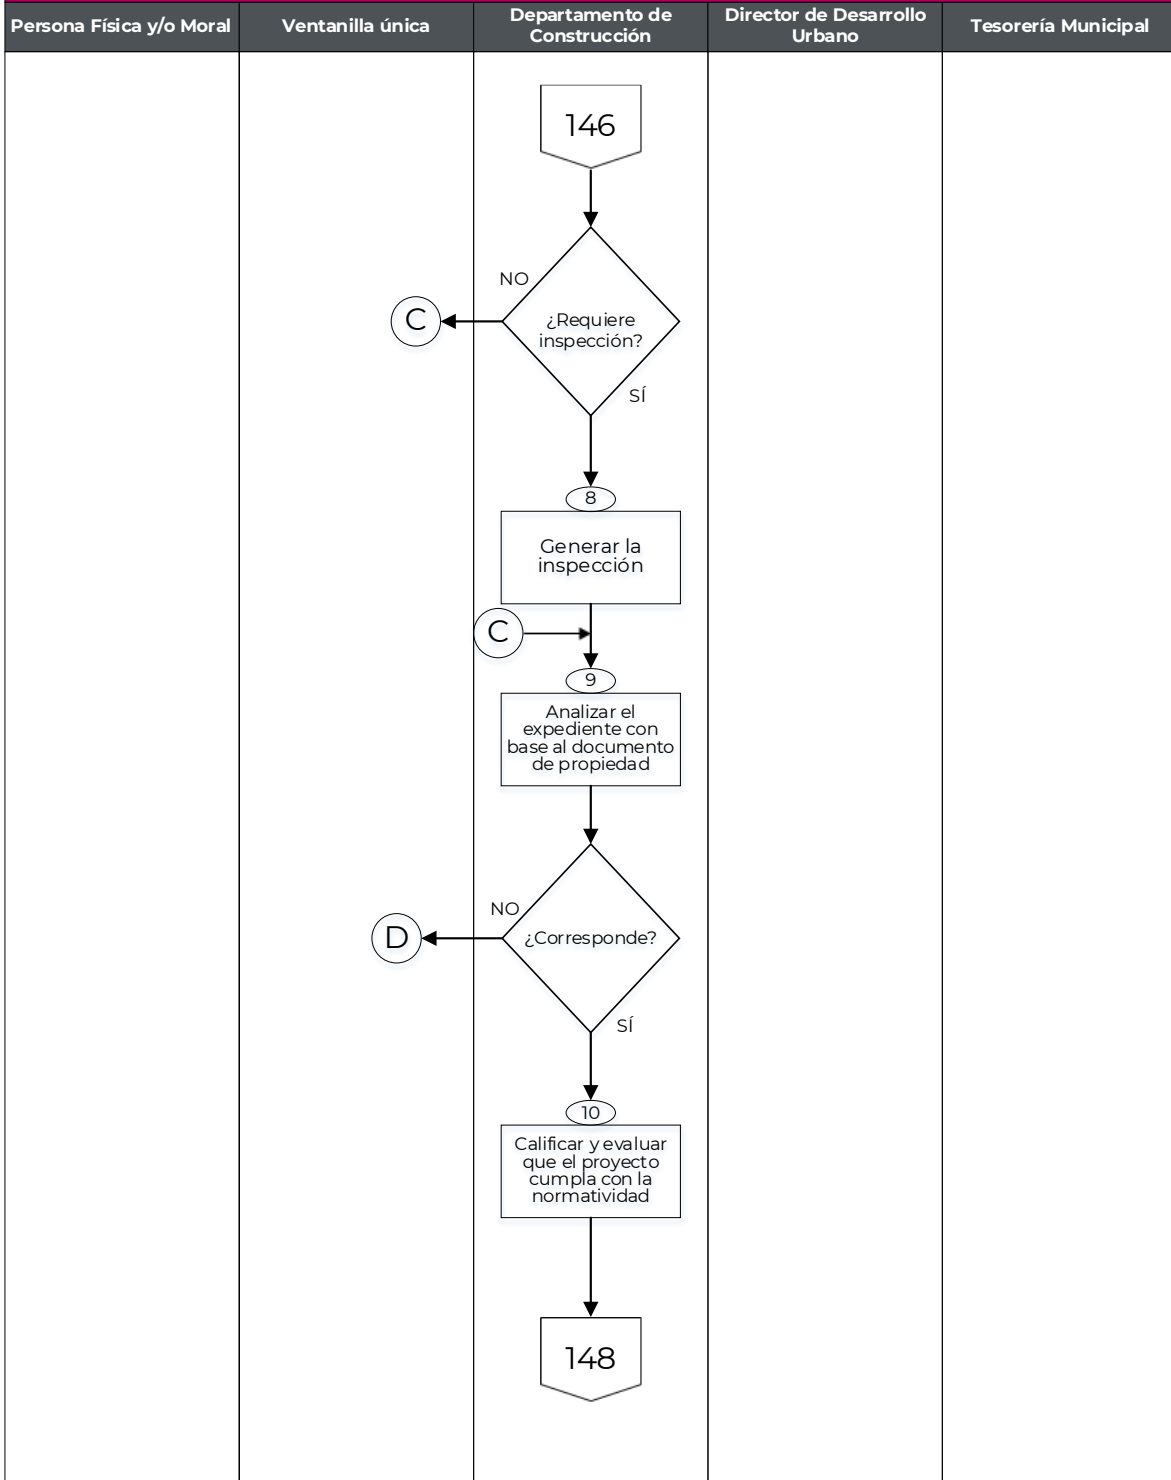 Persona Física y/o Moral
Ventanilla única
Departamento de
Construcción
Director de Desarrollo
Urbano
Tesorería Municipal
146
NO
C
¿Requiere
inspección?
SÍ
8
Generar la
inspección
C
9
Analizar el
expediente con
base al documento
de propiedad
NO
D
¿Corresponde?
SÍ
10
Calificar y evaluar
que el proyecto
cumpla con la
normatividad
148